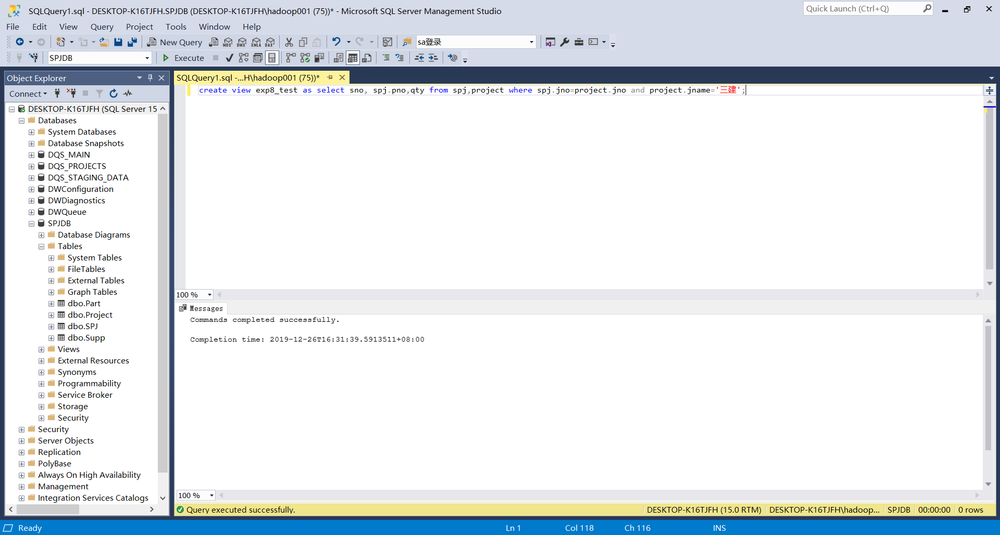 SQLQuery1.sql - DESKTOP-K16TJFH.SPJDB (DESKTOP-K16TJFH\hadoop001 (75))* - Microsoft SQL Server Management Studio
Quick Launch (Ctrl+Q)
File Edit View Query Project Tools Window Help
New Query MDX DMX XMLA DAX sa登录
SPJDB Execute
Object Explorer
Connect
DESKTOP-K16TJFH (SQL Server 15
Databases
System Databases
Database Snapshots
DQS_MAIN
DQS_PROJECTS
DQS_STAGING_DATA
DWConfiguration
DWDiagnostics
DWQueue
SPJDB
Database Diagrams
Tables
System Tables
FileTables
External Tables
Graph Tables
dbo.Part
dbo.Project
dbo.SPJ
dbo.Supp
Views
External Resources
Synonyms
Programmability
Service Broker
Storage
Security
Security
Server Objects
Replication
PolyBase
Always On High Availability
Management
Integration Services Catalogs
SQLQuery1.sql -...H\hadoop001 (75))*
create view exp8_test as select sno, spj.pno,qty from spj,project where spj.jno=project.jno and project.jname='三建';
100 %
Messages
Commands completed successfully.
Completion time: 2019-12-26T16:31:39.5913511+08:00
100 %
Query executed successfully. DESKTOP-K16TJFH (15.0 RTM) DESKTOP-K16TJFH\hadoop... SPJDB 00:00:00 0 rows
Ready Ln 1 Col 118 Ch 116 INS